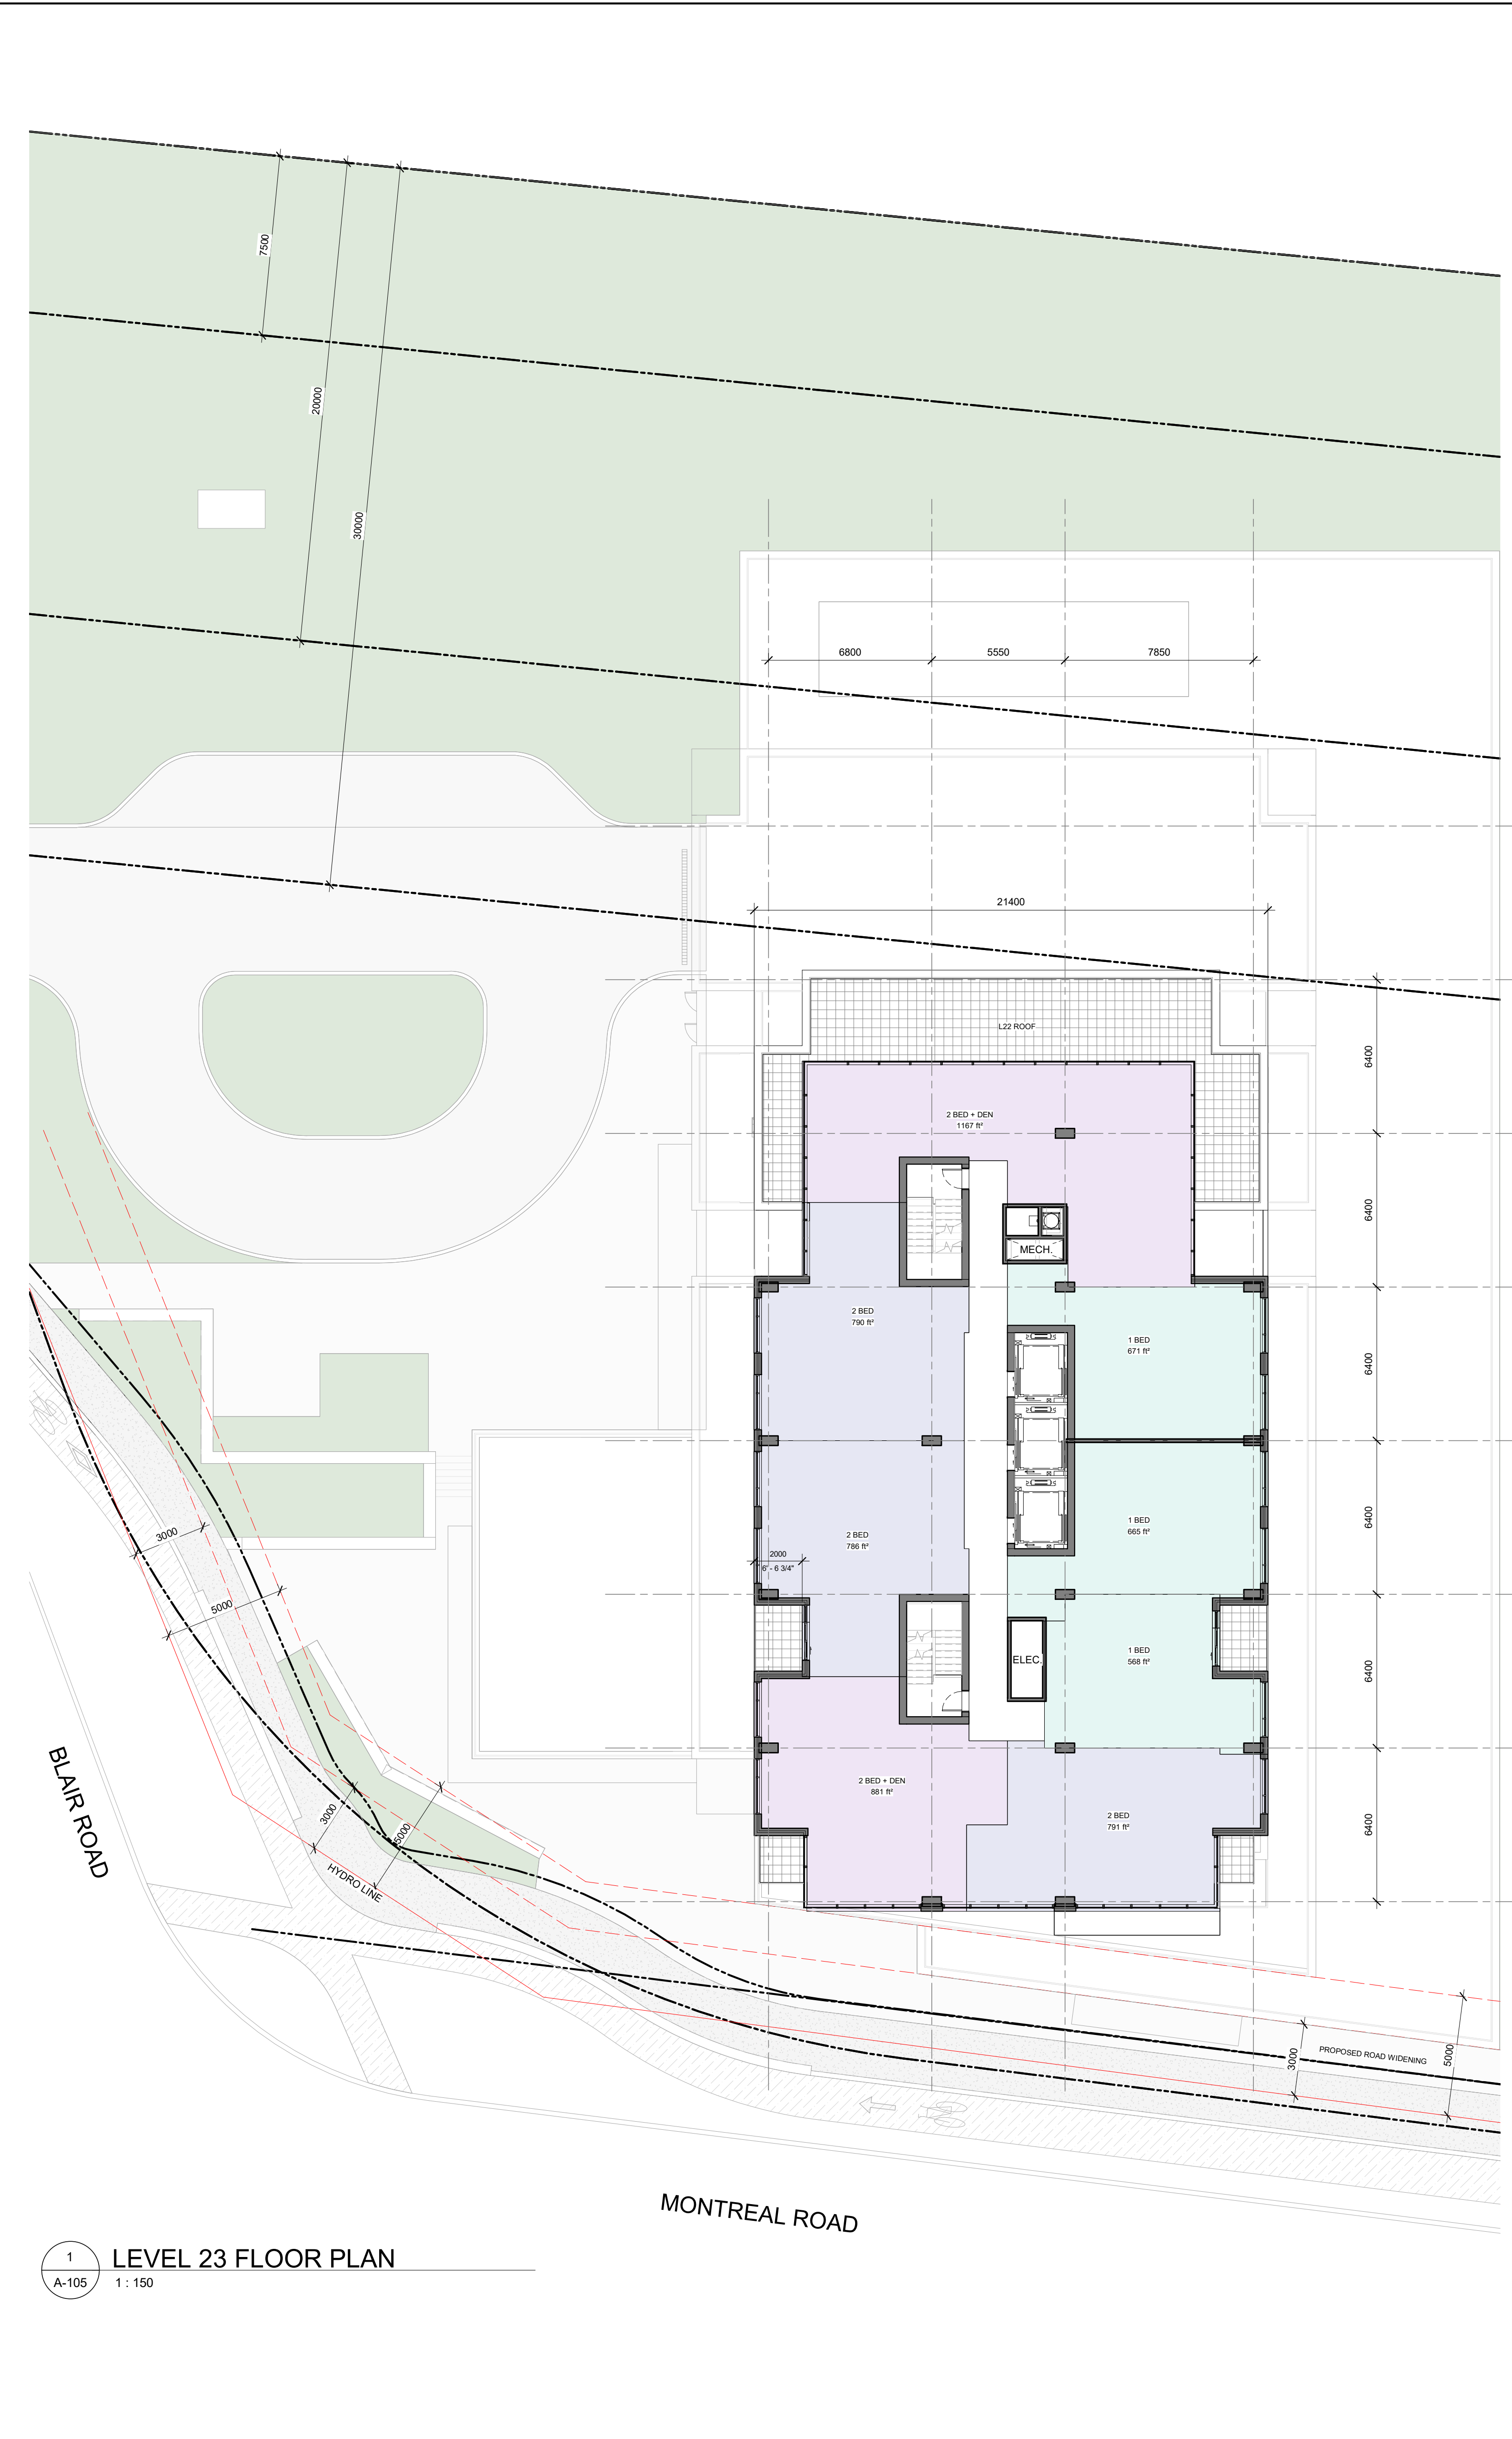 7500
20000
30000
6800
5550
7850
21400
L22 ROOF
6400
2 BED + DEN
1167 ft²
6400
MECH.
2 BED
790 ft²
1 BED
671 ft²
6400
1 BED
665 ft²
6400
2 BED
786 ft²
2000
6' - 6 3/4"
3000
5000
ELEC.
1 BED
568 ft²
6400
2 BED + DEN
881 ft²
2 BED
791 ft²
6400
3000
5000
HYDRO LINE
BLAIR ROAD
3000
PROPOSED ROAD WIDENING
5000
MONTREAL ROAD
1
A-105
LEVEL 23 FLOOR PLAN
1 : 150